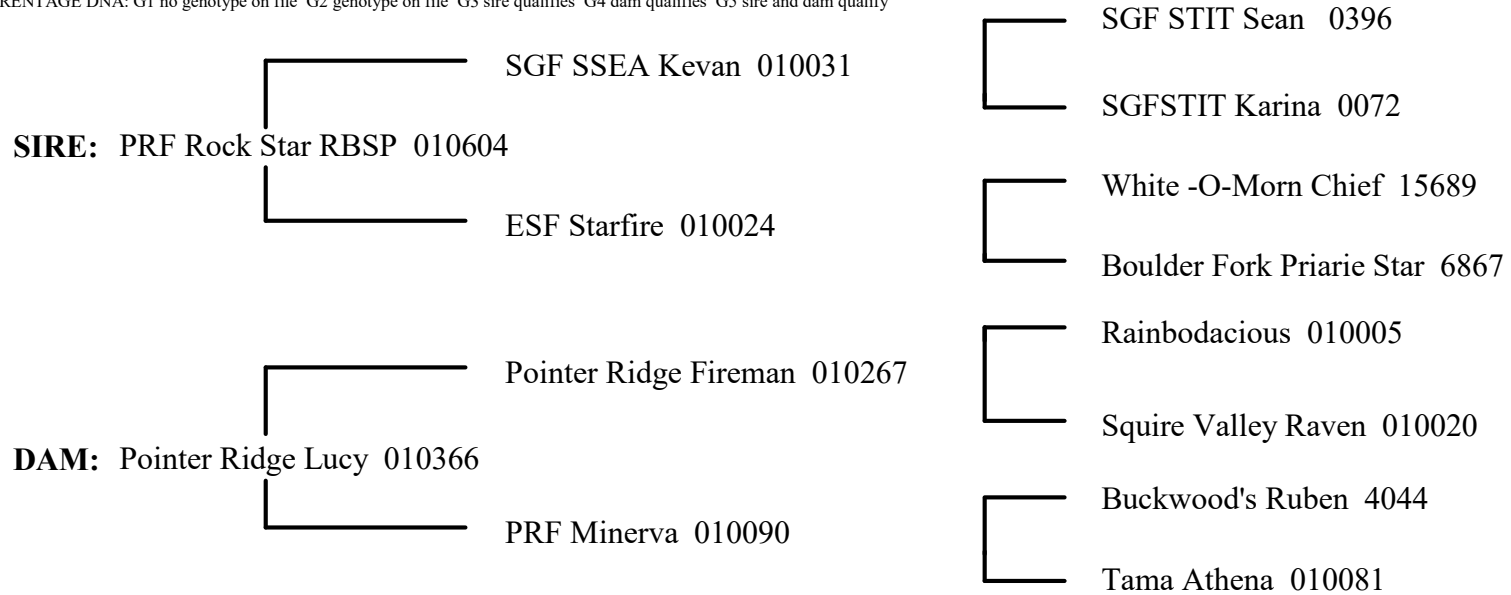 RENTAGE DNA: G1 no genotype on file G2 genotype on file G3 sire qualifies G4 dam qualifies G5 sire and dam qualify
SGF STIT Sean 0396
SGF SSEA Kevan 010031
SGFSTIT Karina 0072
SIRE: PRF Rock Star RBSP 010604
White -O-Morn Chief 15689
ESF Starfire 010024
Boulder Fork Priarie Star 6867
Rainbodacious 010005
Pointer Ridge Fireman 010267
Squire Valley Raven 010020
DAM: Pointer Ridge Lucy 010366
Buckwood's Ruben 4044
PRF Minerva 010090
Tama Athena 010081